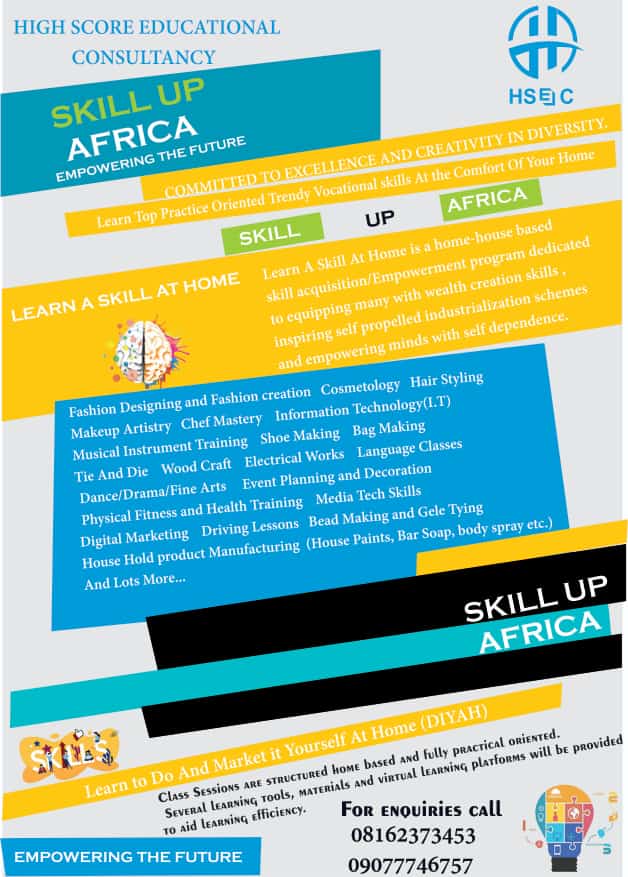 HIGH SCORE EDUCATIONAL
CONSULTANCY
HSEC
SKILL UP
AFRICA
EMPOWERING THE FUTURE
COMMITTED TO EXCELLENCE AND CREATIVITY IN DIVERSITY.
Learn Top Practice Oriented Trendy Vocational skills At the Comfort Of Your Home
SKILL UP AFRICA
LEARN A SKILL AT HOME
Learn A Skill At Home is a home-house based
skill acquisition/Empowerment program dedicated
to equipping many with wealth creation skills ,
inspiring self propelled industrialization schemes
and empowering minds with self dependence.
Fashion Designing and Fashion creation Cosmetology Hair Styling
Makeup Artistry Chef Mastery Information Technology(I.T)
Musical Instrument Training Shoe Making Bag Making
Tie And Die Wood Craft Electrical Works Language Classes
Dance/Drama/Fine Arts Event Planning and Decoration
Physical Fitness and Health Training Media Tech Skills
Digital Marketing Driving Lessons Bead Making and Gele Tying
House Hold product Manufacturing (House Paints, Bar Soap, body spray etc.)
And Lots More...
SKILL UP
AFRICA
SKILLS
Learn to Do And Market it Yourself At Home (DIYAH)
Class Sessions are structured home based and fully practical oriented.
Several learning tools, materials and virtual learning platforms will be provided
to aid learning efficiency.
For enquiries call
08162373453
09077746757
EMPOWERING THE FUTURE